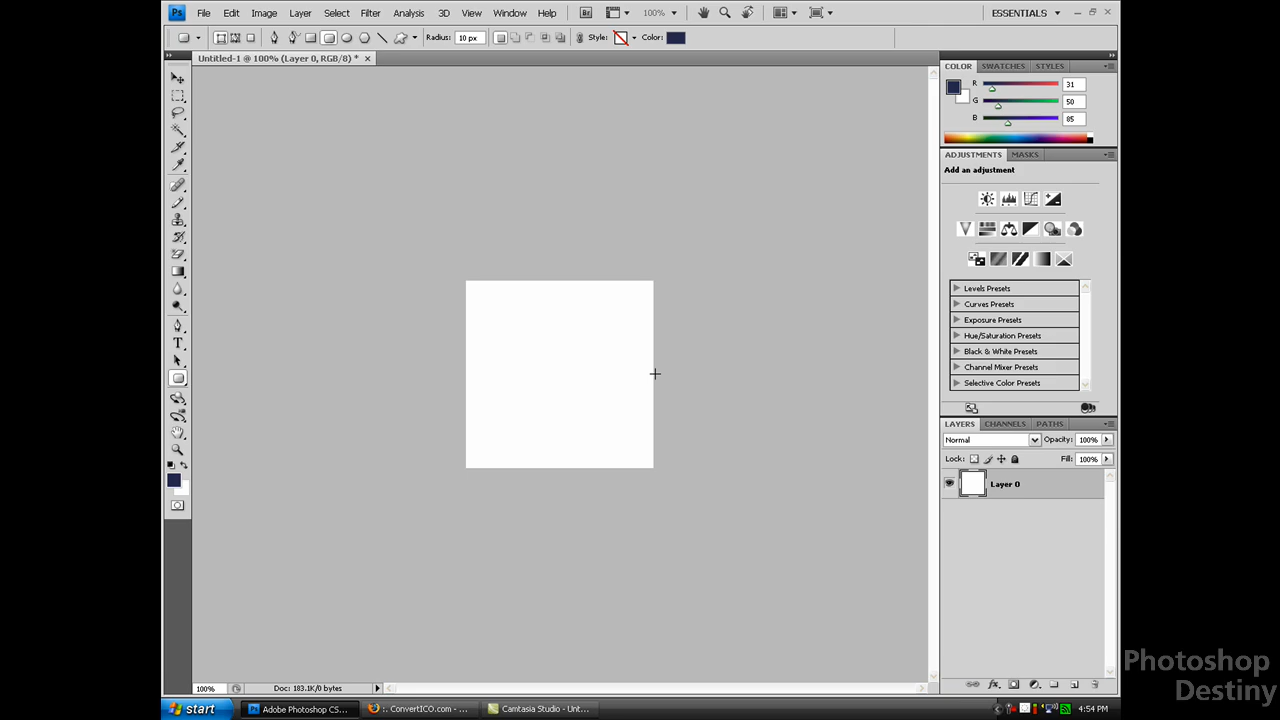 Ps File Edit Image Layer Select Filter Analysis 3D View Window Help Br 100% ESSENTIALS
Radius: 10 px Style: Color:
Untitled-1 @ 100% (Layer 0, RGB/8) *
COLOR SWATCHES STYLES
R 31
G 50
B 85
ADJUSTMENTS MASKS
Add an adjustment
Levels Presets
Curves Presets
Exposure Presets
Hue/Saturation Presets
Black & White Presets
Channel Mixer Presets
Selective Color Presets
LAYERS CHANNELS PATHS
Normal Opacity: 100%
Lock: Fill: 100%
Layer 0
100% Doc: 183.1K/0 bytes
start Adobe Photoshop CS... :. ConvertICO.com - ... Camtasia Studio - Unt... 4:54 PM
Photoshop
Destiny